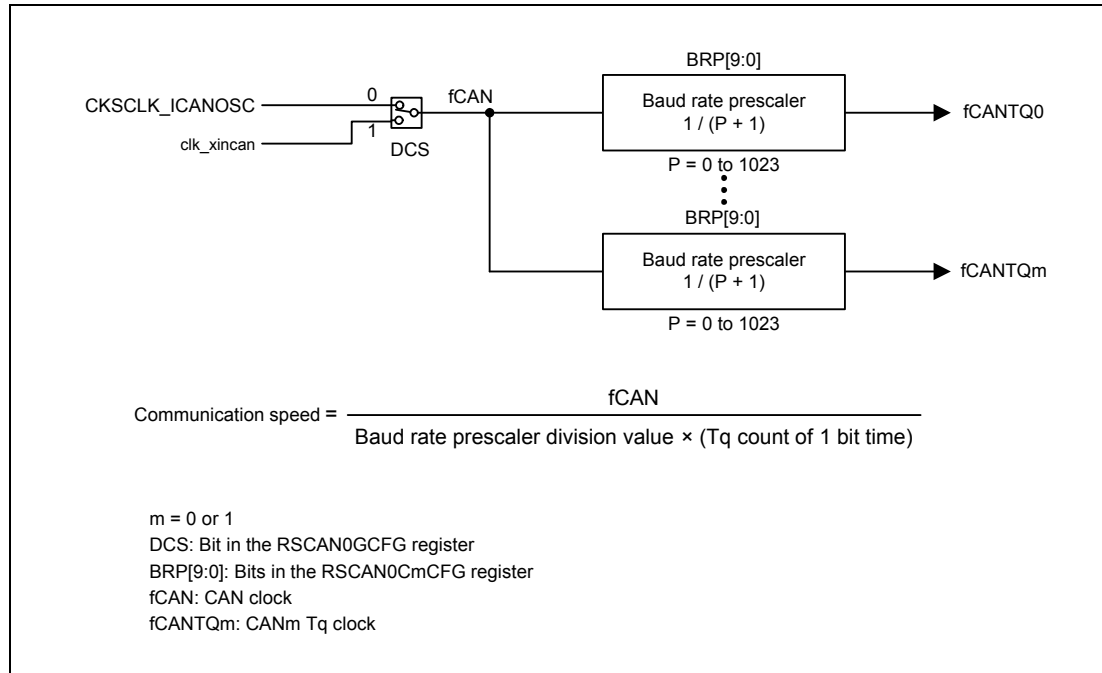 BRP[9:0]
CKSCLK_ICANOSC
0
fCAN
Baud rate prescaler
1 / (P + 1)
fCANTQ0
clk_xincan
1
DCS
P = 0 to 1023
BRP[9:0]
Baud rate prescaler
1 / (P + 1)
fCANTQm
P = 0 to 1023
Communication speed =
fCAN
Baud rate prescaler division value × (Tq count of 1 bit time)
m = 0 or 1
DCS: Bit in the RSCAN0GCFG register
BRP[9:0]: Bits in the RSCAN0CmCFG register
fCAN: CAN clock
fCANTQm: CANm Tq clock